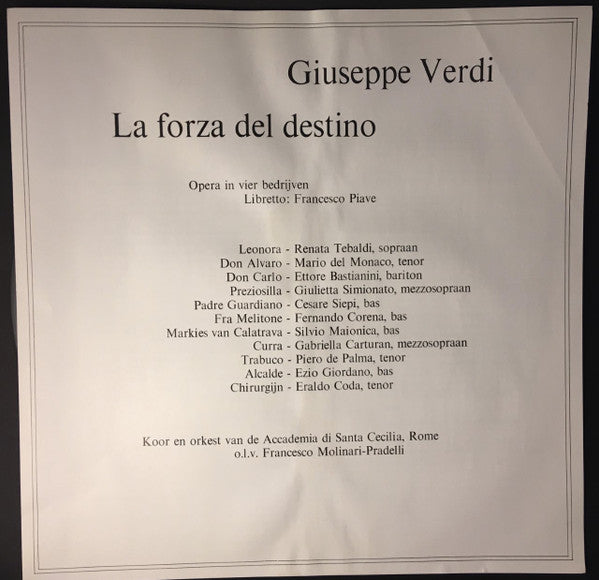 Giuseppe Verdi
La forza del destino
Opera in vier bedrijven
Libretto: Francesco Piave
Leonora - Renata Tebaldi, sopraan
Don Alvaro - Mario del Monaco, tenor
Don Carlo - Ettore Bastianini, bariton
Preziosilla - Giulietta Simionato, mezzosopraan
Padre Guardiano - Cesare Siepi, bas
Fra Melitone - Fernando Corena, bas
Markies van Calatrava - Silvio Maionica, bas
Curra - Gabriella Carturan, mezzosopraan
Trabuco - Piero de Palma, tenor
Alcalde - Ezio Giordano, bas
Chirurgijn - Eraldo Coda, tenor
Koor en orkest van de Accademia di Santa Cecilia, Rome
o.l.v. Francesco Molinari-Pradelli